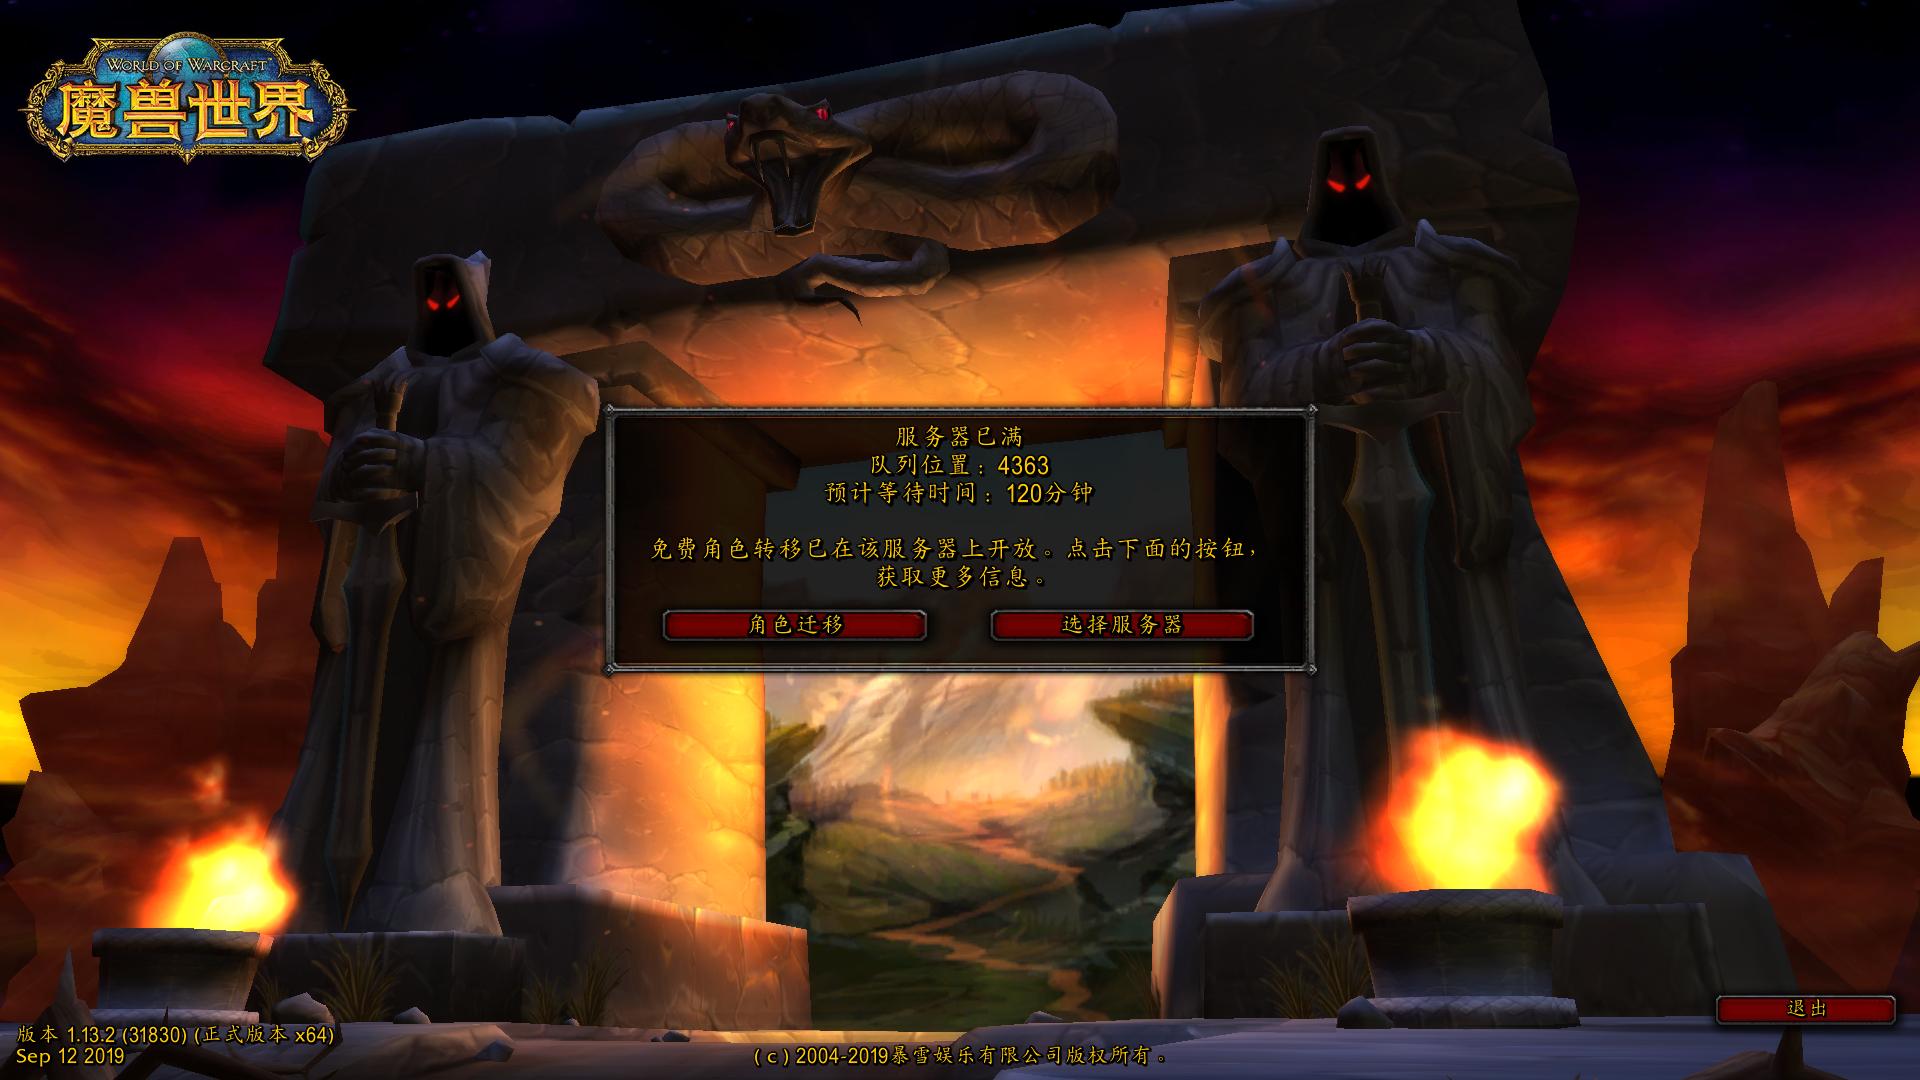 WORLD OF WARCRAFT
魔兽世界
服务器已满
队列位置：4363
预计等待时间：120分钟
免费角色转移已在该服务器上开放。点击下面的按钮，
获取更多信息。
角色迁移
选择服务器
退出
版本 1.13.2 (31830) (正式版本 x64)
Sep 12 2019
(c) 2004-2019暴雪娱乐有限公司版权所有。